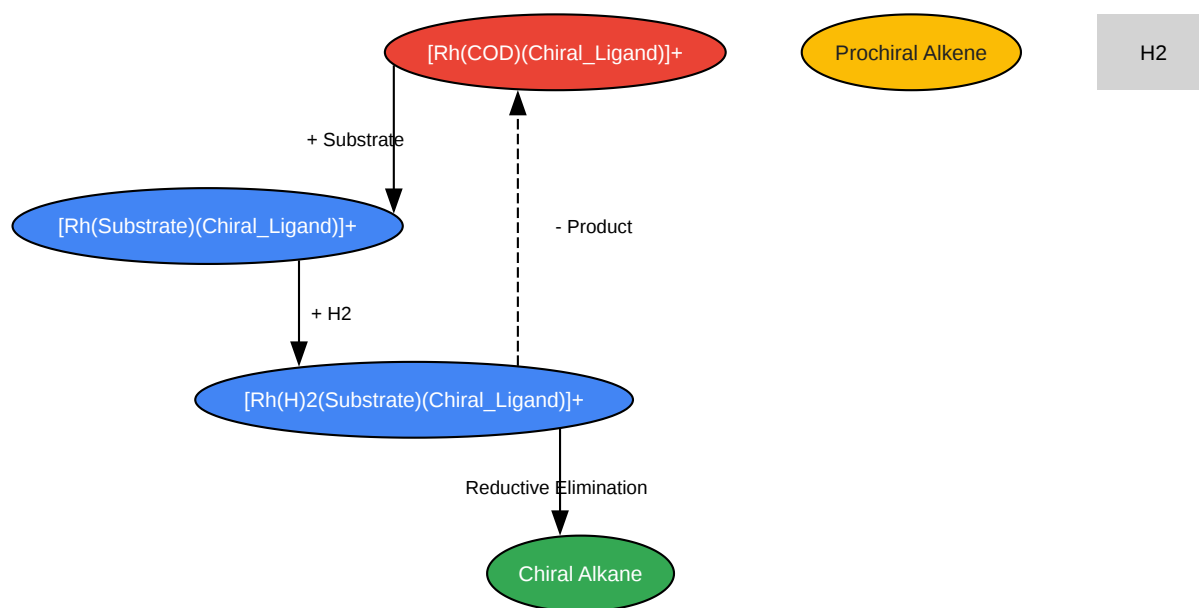 [Rh(COD)(Chiral_Ligand)]+
Prochiral Alkene
H2
+ Substrate
[Rh(Substrate)(Chiral_Ligand)]+
- Product
+ H2
[Rh(H)2(Substrate)(Chiral_Ligand)]+
Reductive Elimination
Chiral Alkane